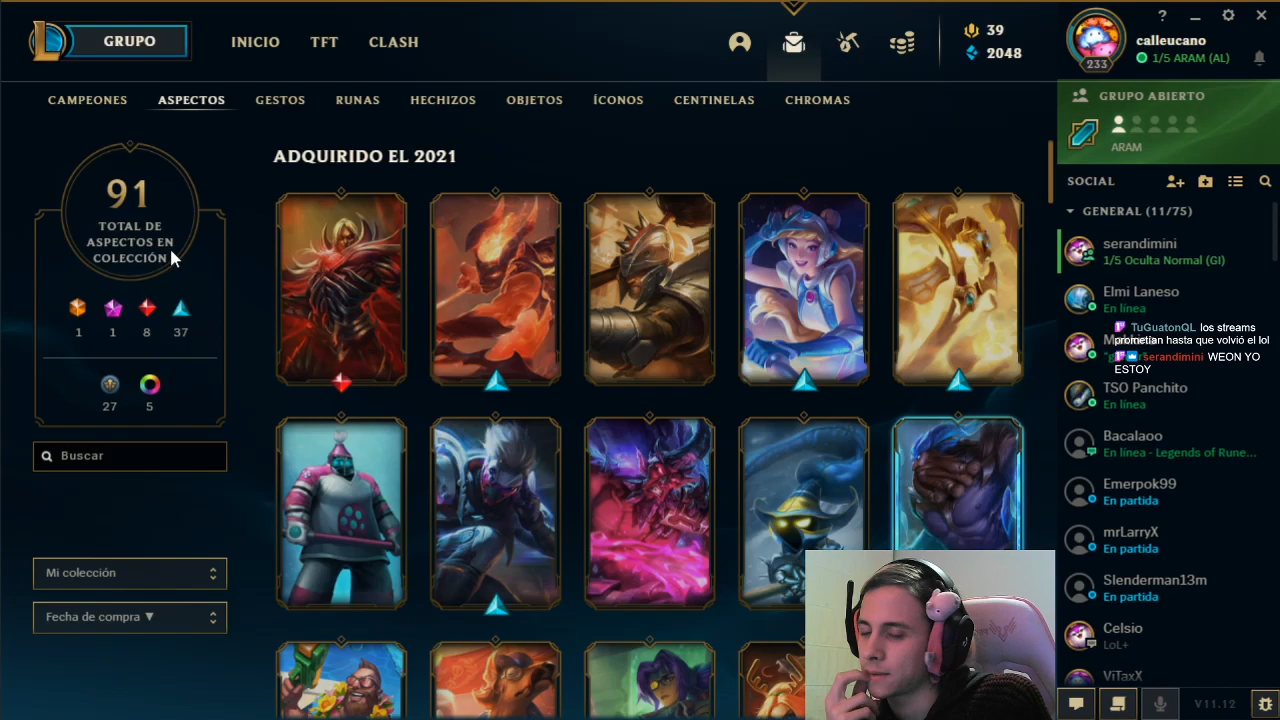 GRUPO
INICIO
TFT
CLASH
39
2048
?
233
calleucano
1/5 ARAM (AL)
CAMPEONES
ASPECTOS
GESTOS
RUNAS
HECHIZOS
OBJETOS
ÍCONOS
CENTINELAS
CHROMAS
91
TOTAL DE
ASPECTOS EN
COLECCIÓN
1
1
8
37
27
5
Buscar
Mi colección
Fecha de compra ▼
ADQUIRIDO EL 2021
GRUPO ABIERTO
ARAM
SOCIAL
GENERAL (11/75)
serandimini
1/5 Oculta Normal (GI)
Elmi Laneso
En línea
TuGuatonQL los streams
prometian hasta que volvió el lol
serandimini WEON YO
ESTOY
TSO Panchito
En línea
Bacalaoo
En línea - Legends of Rune...
Emerpok99
En partida
mrLarryX
En partida
Slenderman13m
En partida
Celsio
LoL+
ViTaxX
V11.12